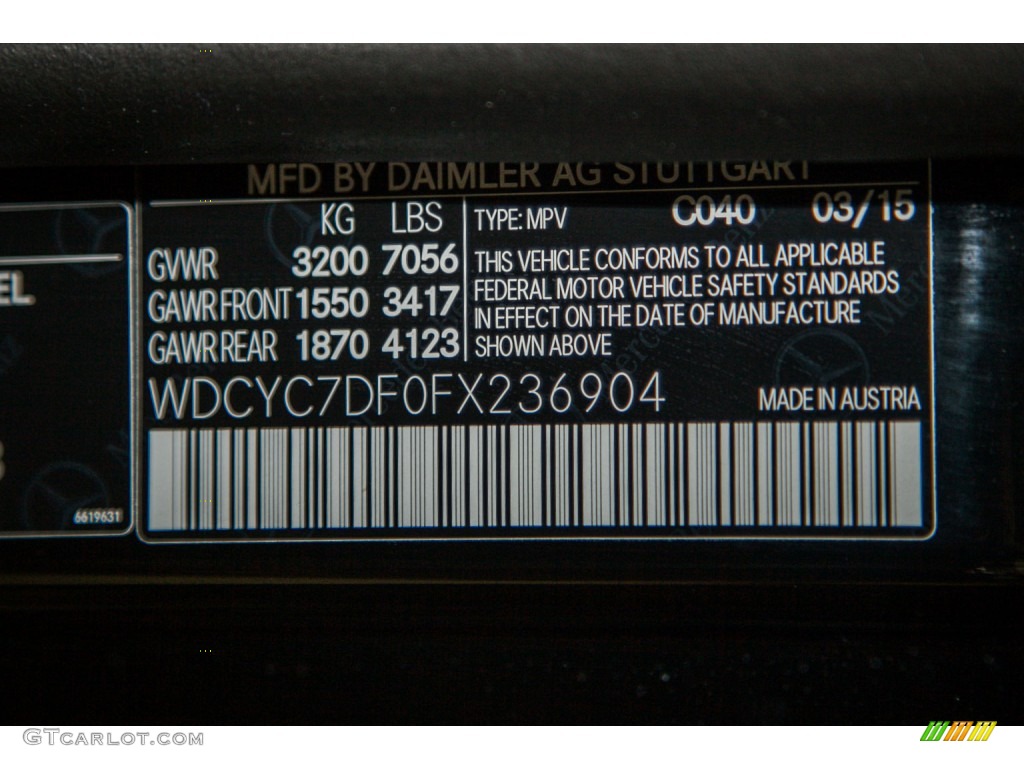 MFD BY DAIMLER AG STUTTGART
KG LBS
GVWR 3200 7056
GAWR FRONT 1550 3417
GAWR REAR 1870 4123
TYPE: MPV C040 03/15
THIS VEHICLE CONFORMS TO ALL APPLICABLE
FEDERAL MOTOR VEHICLE SAFETY STANDARDS
IN EFFECT ON THE DATE OF MANUFACTURE
SHOWN ABOVE
WDCYC7DF0FX236904
MADE IN AUSTRIA
6619631
GTCARLOT.COM